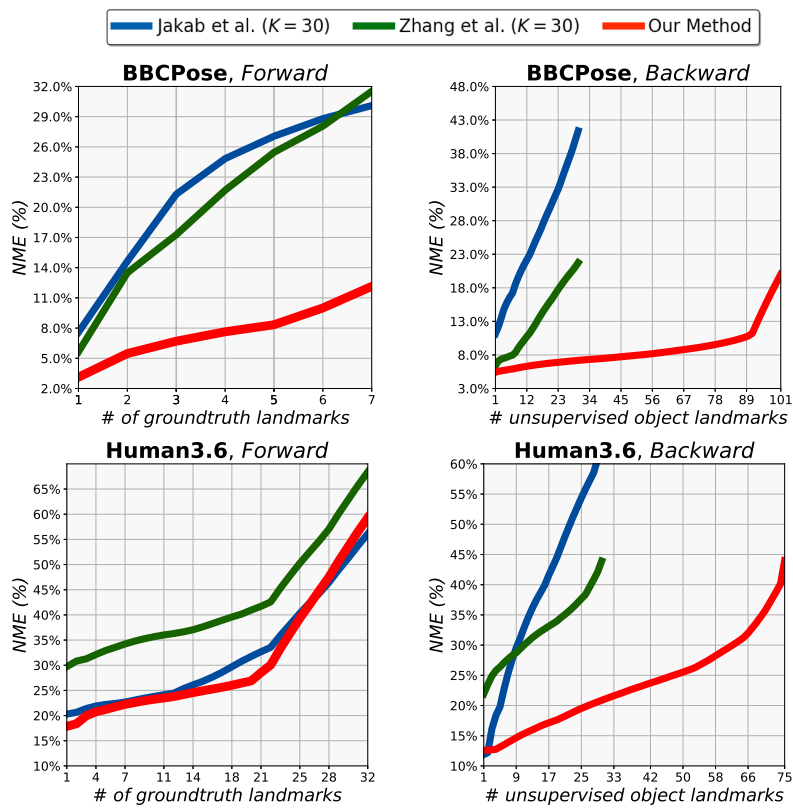 Jakab et al. (K = 30) Zhang et al. (K = 30) Our Method
BBCPose, Forward
32.0%
29.0%
26.0%
23.0%
20.0%
17.0%
14.0%
11.0%
8.0%
5.0%
2.0%
NME (%)
1 2 3 4 5 6 7
# of groundtruth landmarks
BBCPose, Backward
48.0%
43.0%
38.0%
33.0%
28.0%
23.0%
18.0%
13.0%
8.0%
3.0%
NME (%)
1 12 23 34 45 56 67 78 89 101
# unsupervised object landmarks
Human3.6, Forward
65%
60%
55%
50%
45%
40%
35%
30%
25%
20%
15%
10%
NME (%)
1 4 7 11 14 18 21 25 28 32
# of groundtruth landmarks
Human3.6, Backward
60%
55%
50%
45%
40%
35%
30%
25%
20%
15%
10%
NME (%)
1 9 17 25 33 42 50 58 66 75
# unsupervised object landmarks